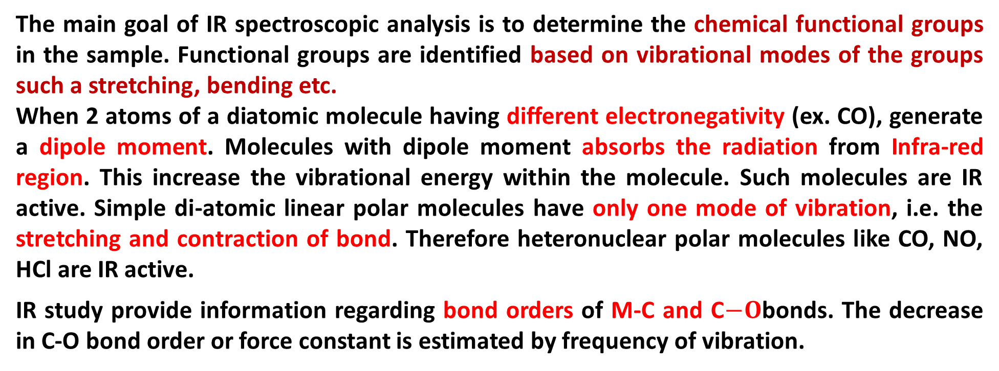 The main goal of IR spectroscopic analysis is to determine the chemical functional groups
in the sample. Functional groups are identified based on vibrational modes of the groups
such a stretching, bending etc.
When 2 atoms of a diatomic molecule having different electronegativity (ex. CO), generate
a dipole moment. Molecules with dipole moment absorbs the radiation from Infra-red
region. This increase the vibrational energy within the molecule. Such molecules are IR
active. Simple di-atomic linear polar molecules have only one mode of vibration, i.e. the
stretching and contraction of bond. Therefore heteronuclear polar molecules like CO, NO,
HCl are IR active.
IR study provide information regarding bond orders of M-C and C−Obonds. The decrease
in C-O bond order or force constant is estimated by frequency of vibration.